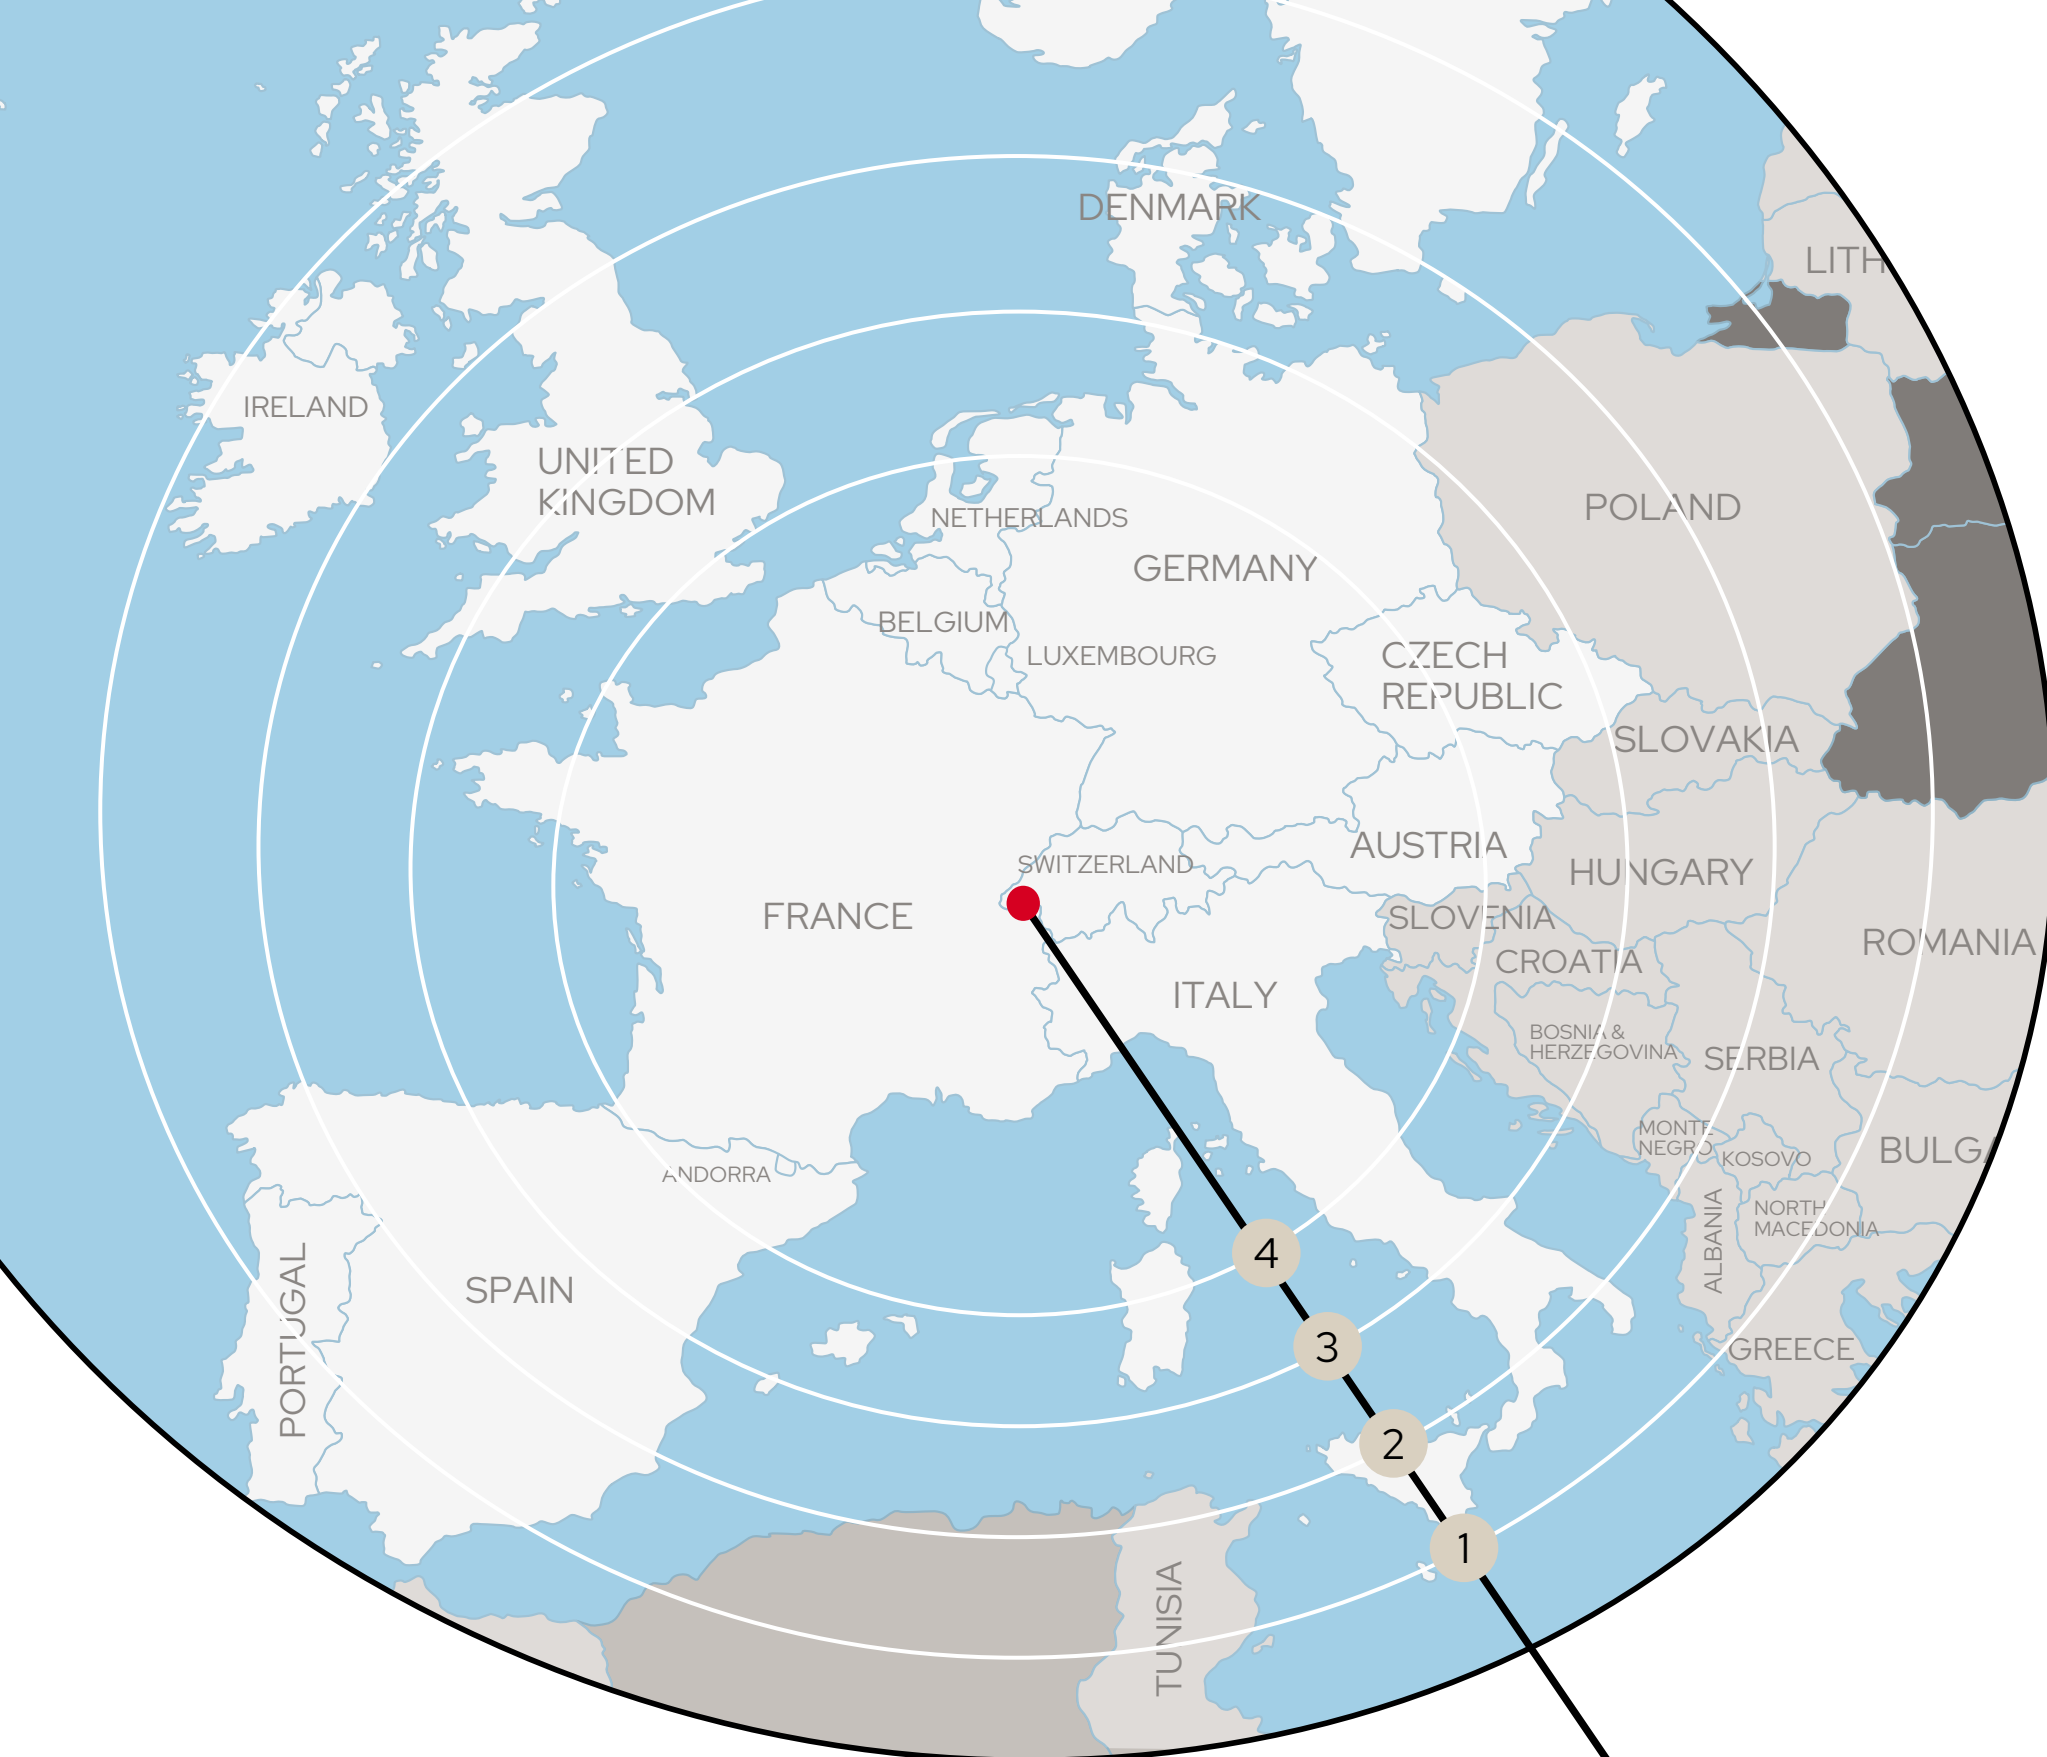 DENMARK
LITH
IRELAND
UNITED
KINGDOM
NETHERLANDS
POLAND
GERMANY
BELGIUM
LUXEMBOURG
CZECH
REPUBLIC
SLOVAKIA
AUSTRIA
SWITZERLAND
HUNGARY
FRANCE
SLOVENIA
ROMANIA
CROATIA
ITALY
BOSNIA &
HERZEGOVINA
SERBIA
MONTE
NEGRO
KOSOVO
BULGA
ANDORRA
ALBANIA
NORTH
MACEDONIA
4
SPAIN
PORTUGAL
3
GREECE
2
1
TUNISIA